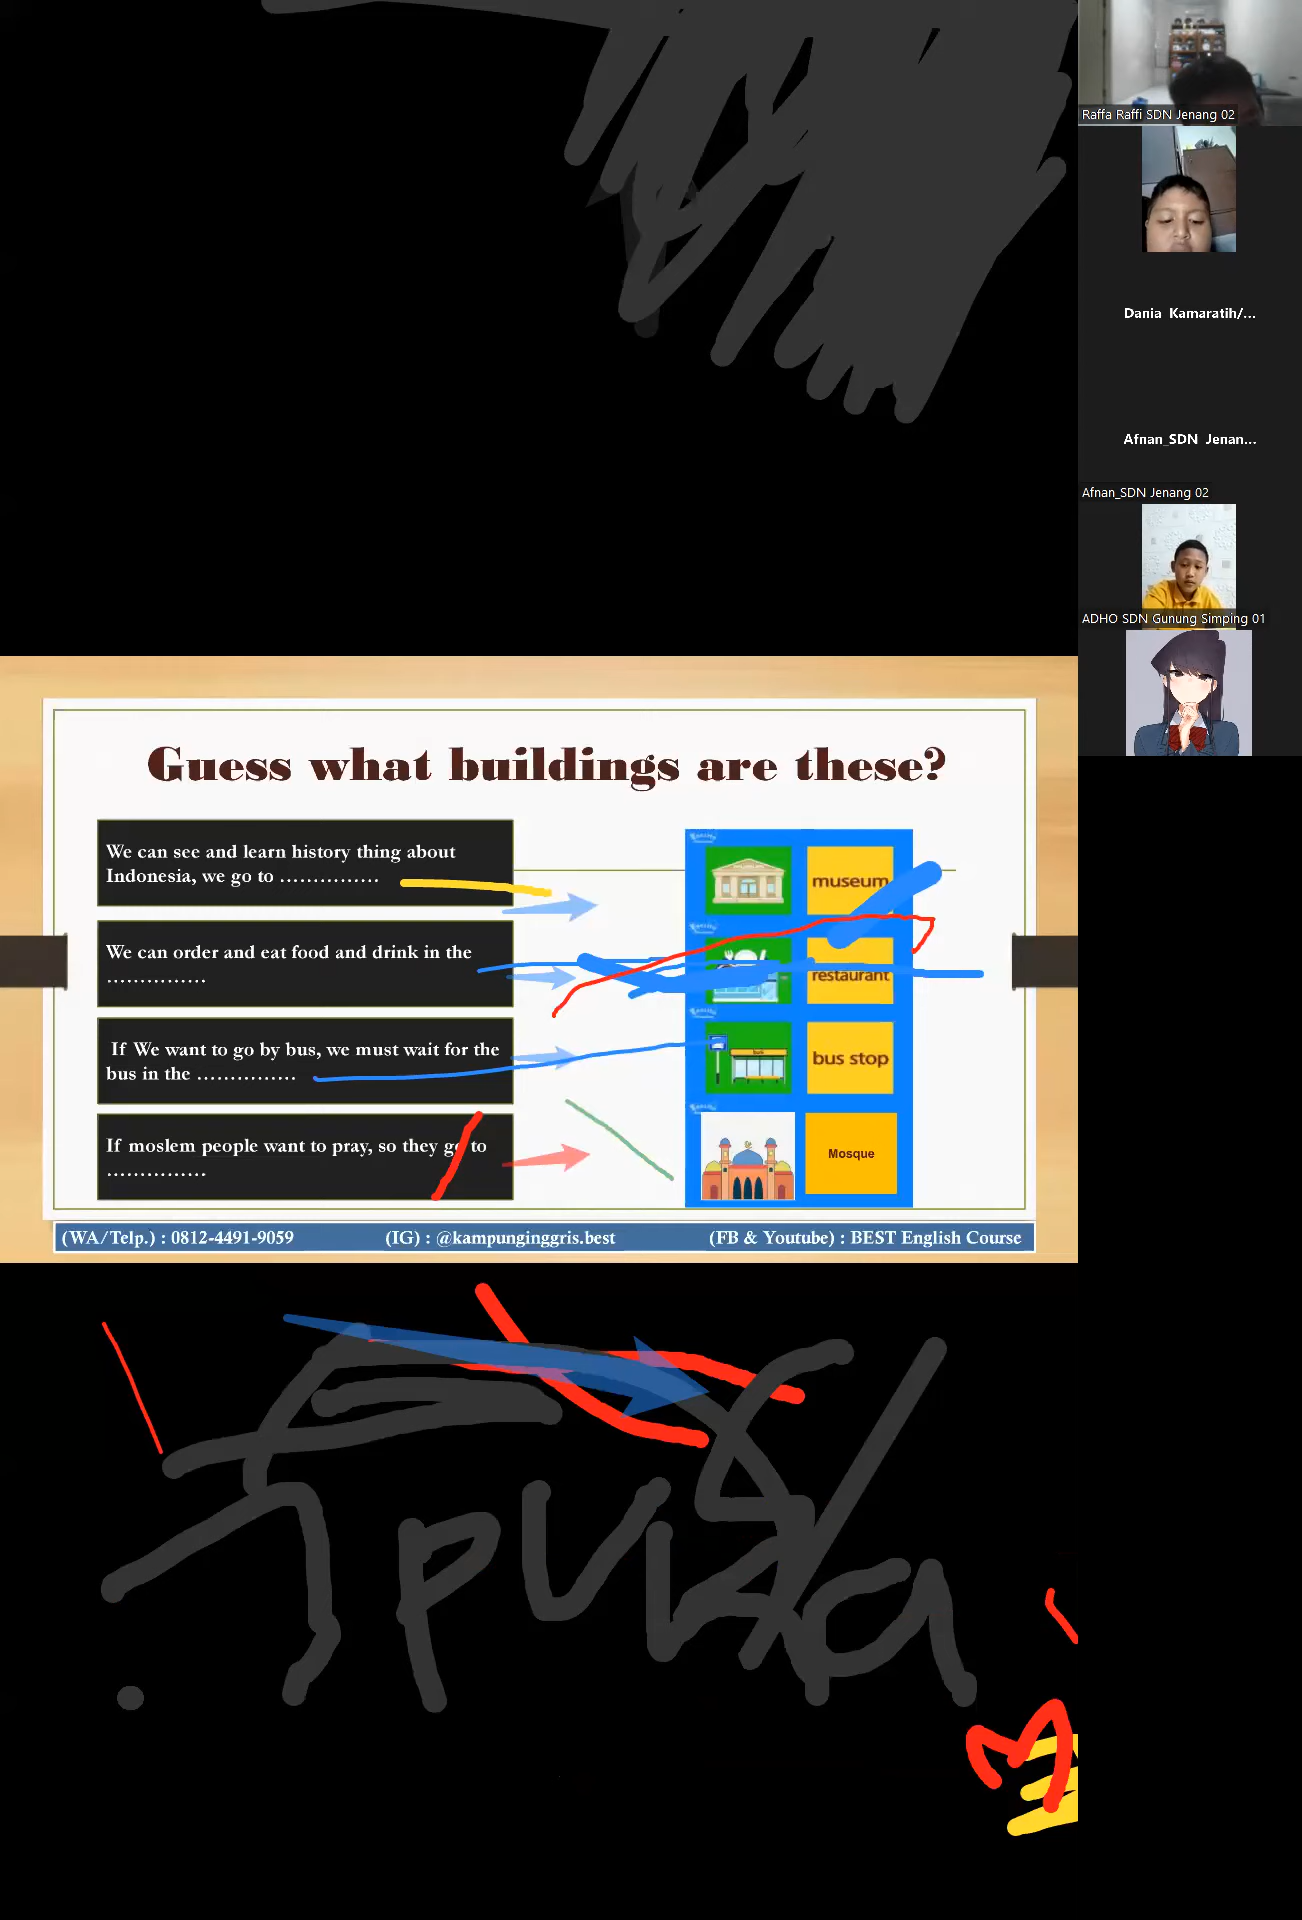 Raffa Raffi SDN Jenang 02
Dania Kamaratih/...
Afnan_SDN Jenan...
Afnan_SDN Jenang 02
ADHO SDN Gunung Simping 01
Guess what buildings are these?
We can see and learn history thing about
Indonesia, we go to ...............
We can order and eat food and drink in the
...............
If We want to go by bus, we must wait for the
bus in the ...............
If moslem people want to pray, so they go to
...............
museum
restaurant
bus stop
Mosque
(WA/Telp.) : 0812-4491-9059
(IG) : @kampunginggris.best
(FB & Youtube) : BEST English Course